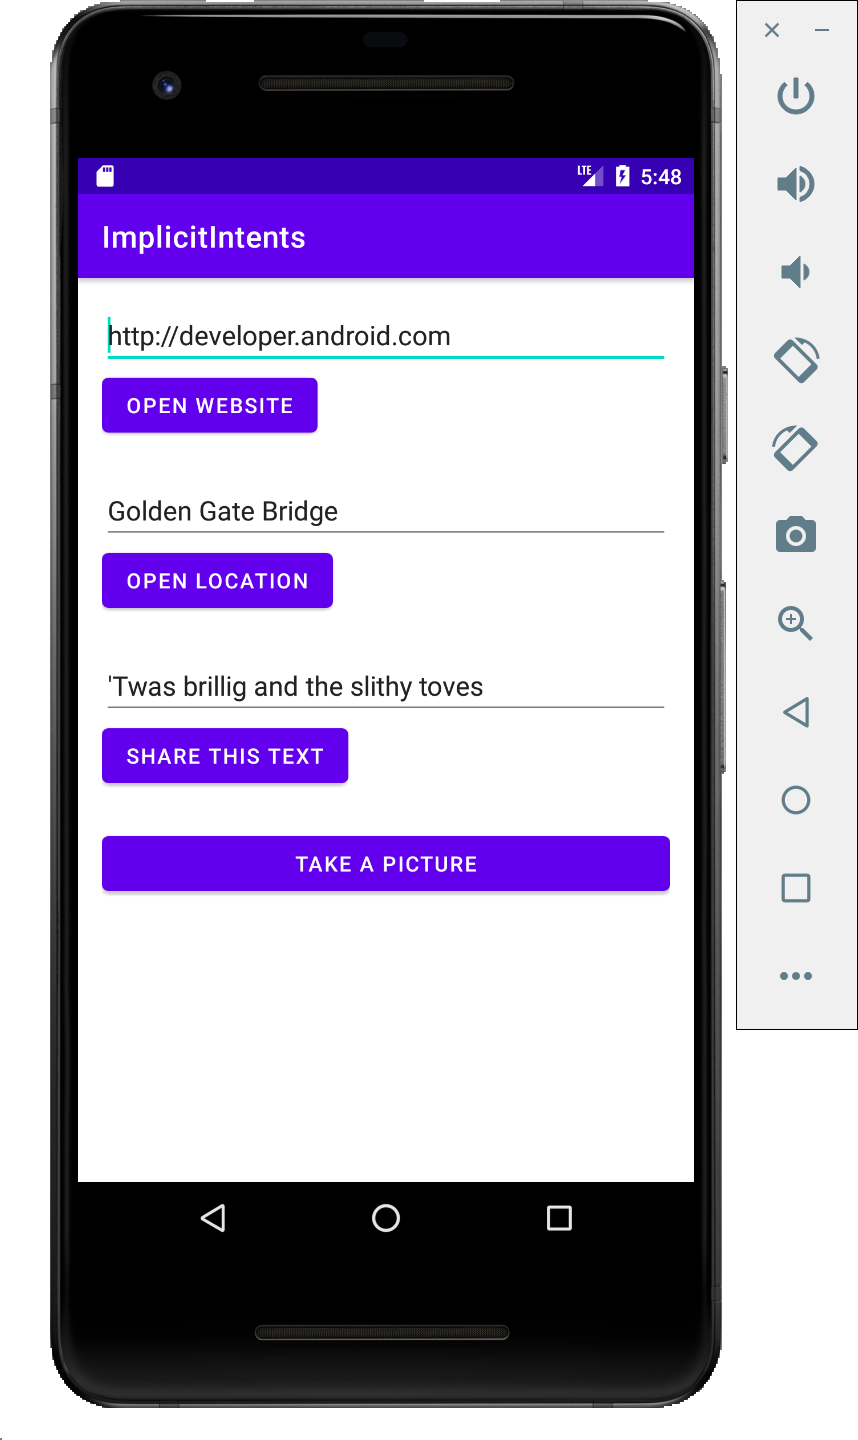 LTE 5:48
ImplicitIntents
http://developer.android.com
OPEN WEBSITE
Golden Gate Bridge
OPEN LOCATION
'Twas brillig and the slithy toves
SHARE THIS TEXT
TAKE A PICTURE